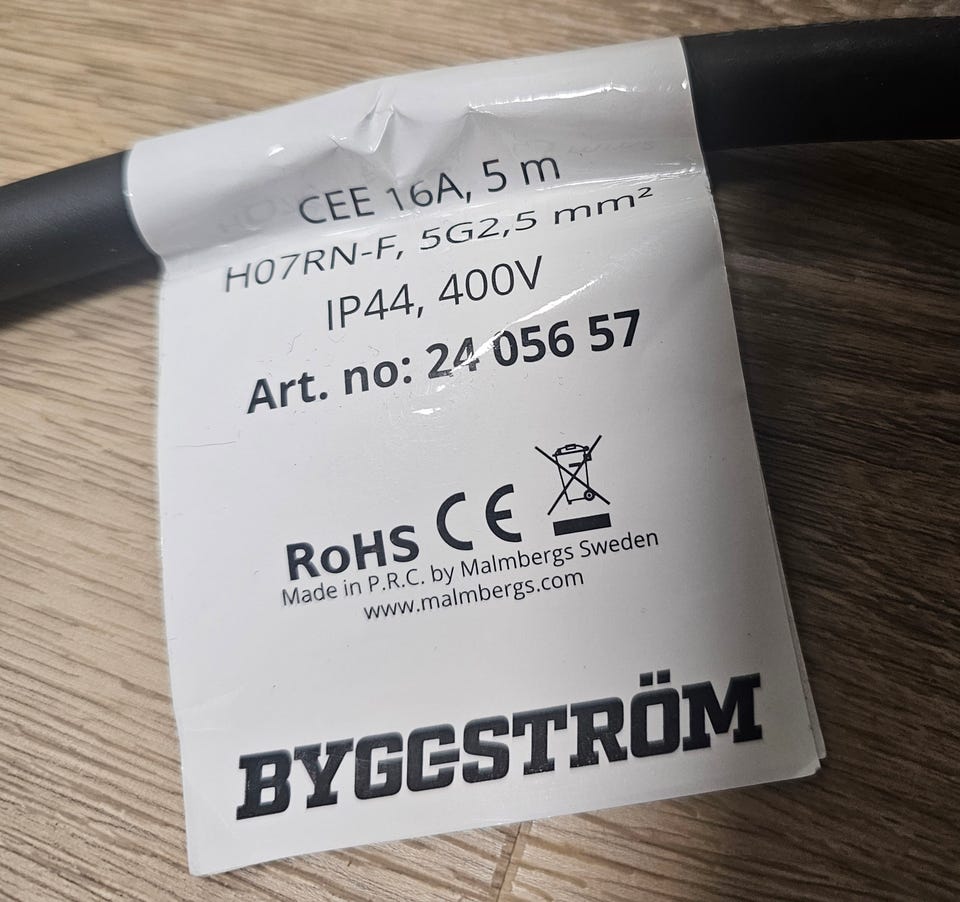 CEE 16A, 5 m
H07RN-F, 5G2,5 mm²
IP44, 400V
Art. no: 24 056 57
RoHS CE
Made in P.R.C. by Malmbergs Sweden
www.malmbergs.com
BYGGSTRÖM